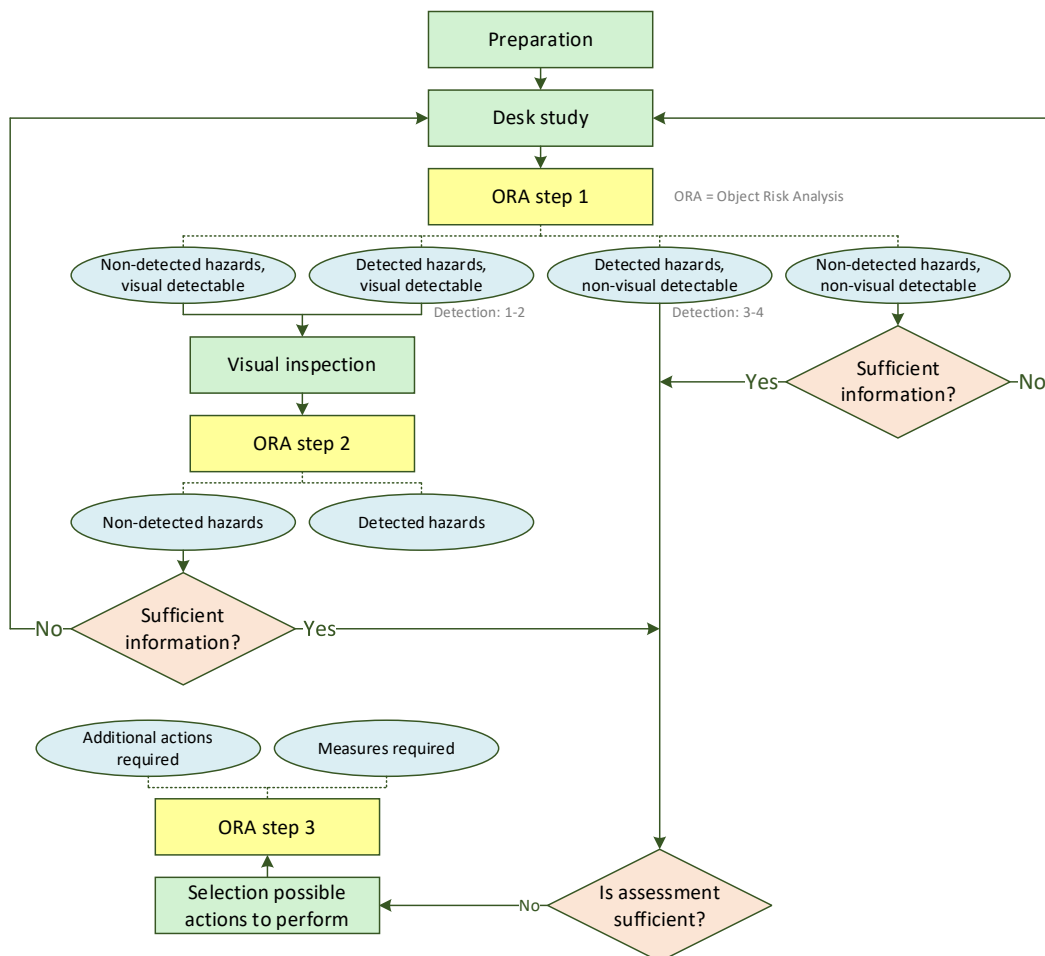 Preparation
Desk study
ORA step 1
ORA = Object Risk Analysis
Non-detected hazards,
visual detectable
Detected hazards,
visual detectable
Detected hazards,
non-visual detectable
Non-detected hazards,
non-visual detectable
Detection: 1-2
Detection: 3-4
Visual inspection
Yes
Sufficient
information?
No
ORA step 2
Non-detected hazards
Detected hazards
No
Sufficient
information?
Yes
Additional actions
required
Measures required
ORA step 3
Selection possible
actions to perform
No
Is assessment
sufficient?